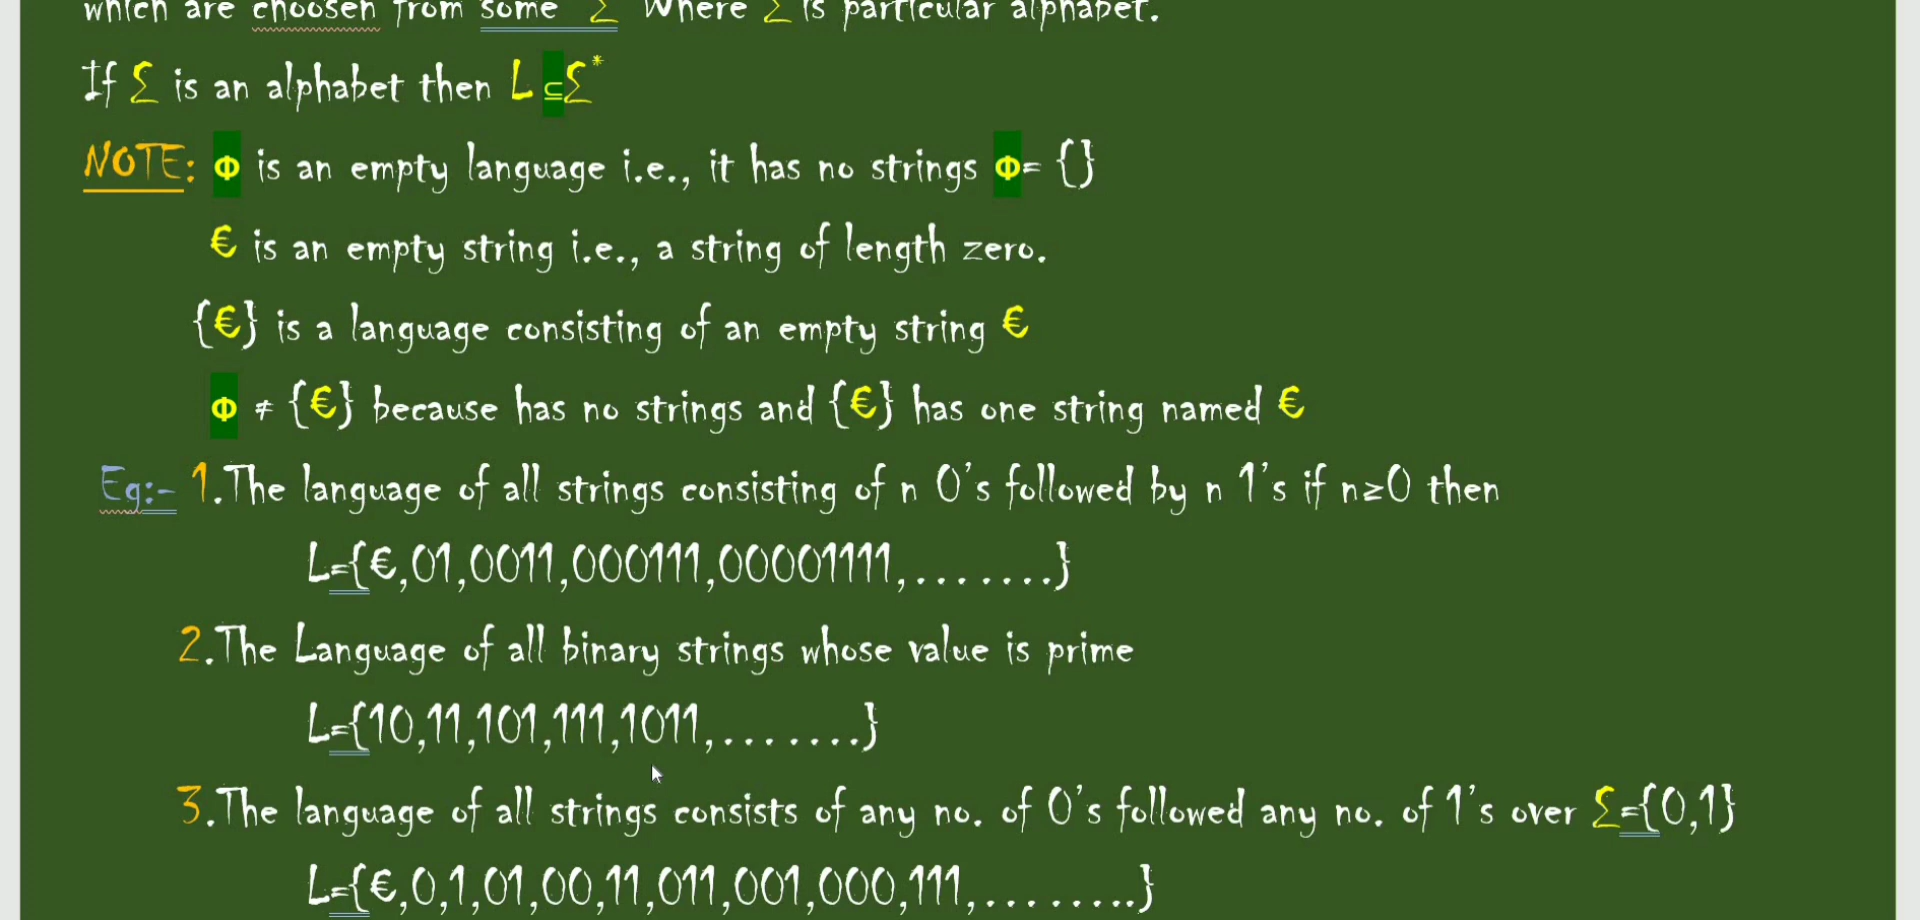 which are choosen from some Σ* Where Σ is particular alphabet.
If Σ is an alphabet then L ⊆Σ*
NOTE: Φ is an empty language i.e., it has no strings Φ= {}
€ is an empty string i.e., a string of length zero.
{€} is a language consisting of an empty string €
Φ ≠ {€} because has no strings and {€} has one string named €
Eg:- 1.The language of all strings consisting of n 0's followed by n 1's if n≥0 then
L={€,01,0011,000111,00001111,.......}
2.The Language of all binary strings whose value is prime
L={10,11,101,111,1011,.......}
3.The language of all strings consists of any no. of 0's followed any no. of 1's over Σ={0,1}
L={€,0,1,01,00,11,011,001,000,111,........}